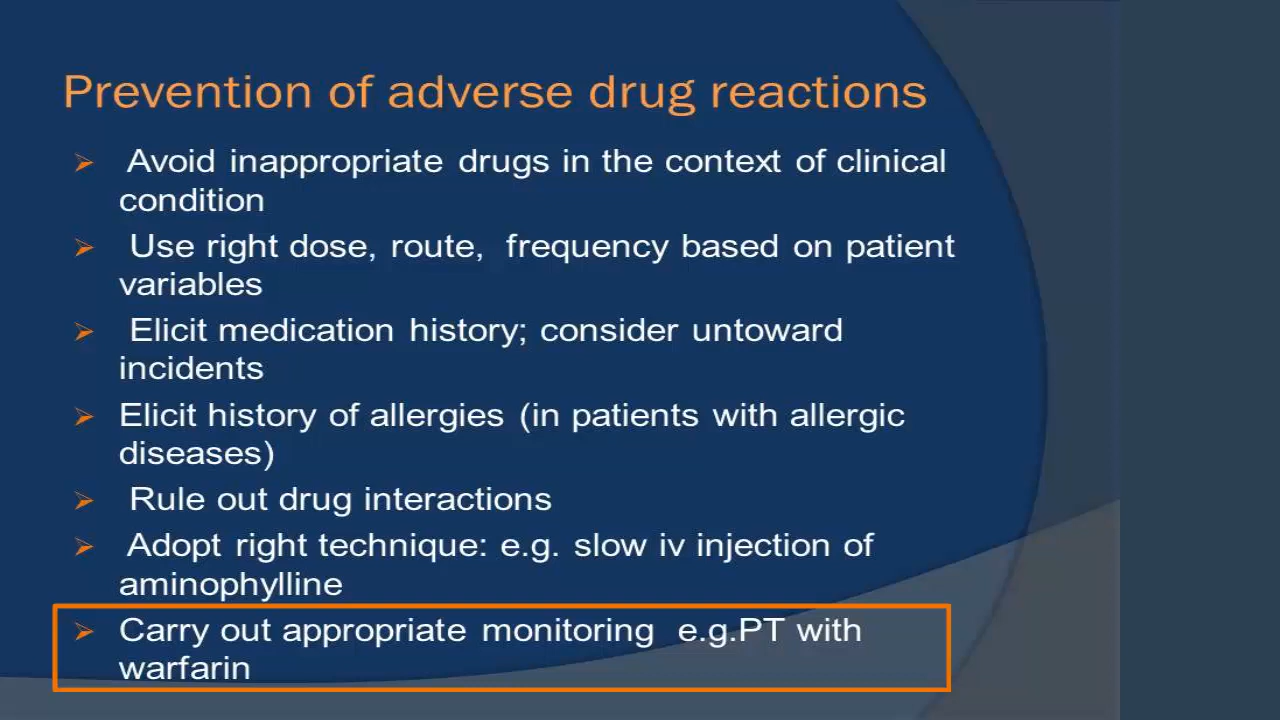 Prevention of adverse drug reactions
Avoid inappropriate drugs in the context of clinical
condition
Use right dose, route, frequency based on patient
variables
Elicit medication history; consider untoward
incidents
Elicit history of allergies (in patients with allergic
diseases)
Rule out drug interactions
Adopt right technique: e.g. slow iv injection of
aminophylline
Carry out appropriate monitoring e.g.PT with
warfarin